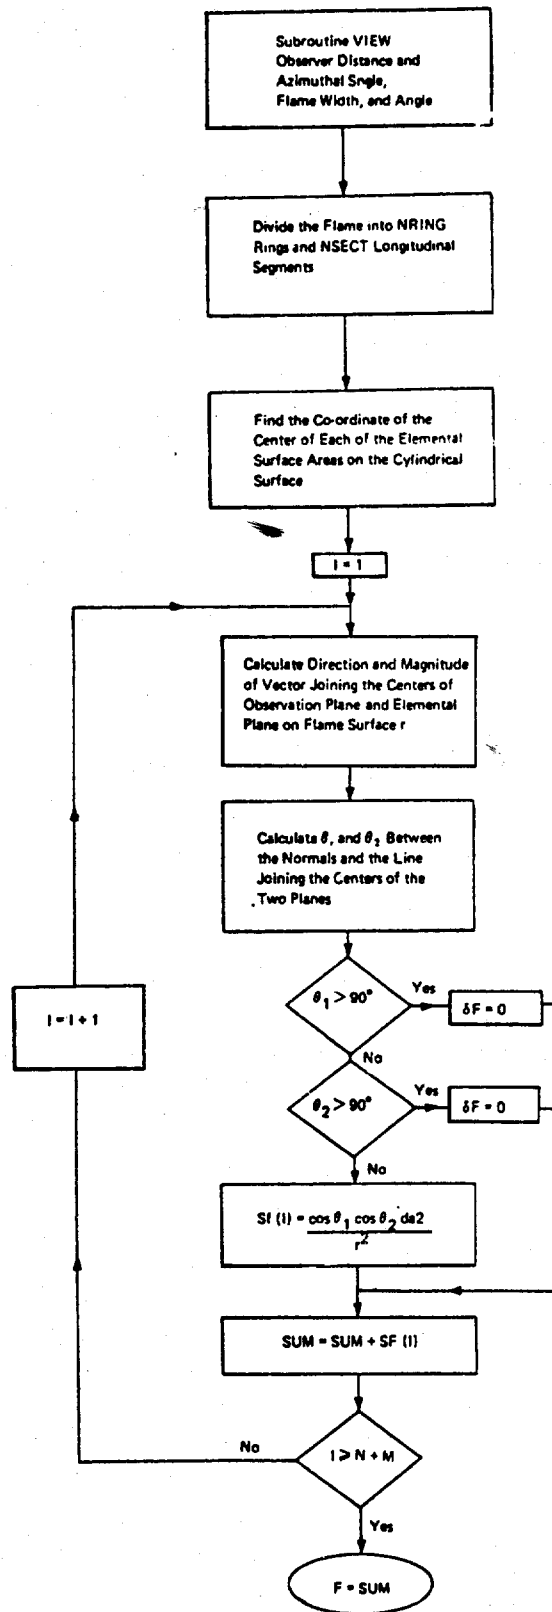 Subroutine VIEW
Observer Distance and
Azimuthal Sngle,
Flame Width, and Angle
Divide the Flame into NRING
Rings and NSECT Longitudinal
Segments
Find the Co-ordinate of the
Center of Each of the Elemental
Surface Areas on the Cylindrical
Surface
I = 1
Calculate Direction and Magnitude
of Vector Joining the Centers of
Observation Plane and Elemental
Plane on Flame Surface r
Calculate θ, and θ₂ Between
the Normals and the Line
Joining the Centers of the
Two Planes
θ₁ > 90°
Yes
δF = 0
I = I + 1
No
θ₂ > 90°
Yes
δF = 0
No
Sf (I) = cos θ₁ cos θ₂ da2
r²
SUM = SUM + SF (I)
No
I ⩾ N + M
Yes
F = SUM